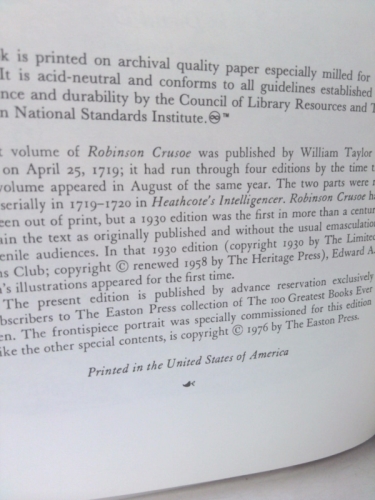 k is printed on archival quality paper especially milled for
It is acid-neutral and conforms to all guidelines established
nce and durability by the Council of Library Resources and T
n National Standards Institute.♾™
t volume of Robinson Crusoe was published by William Taylor
on April 25, 1719; it had run through four editions by the time t
volume appeared in August of the same year. The two parts were r
serially in 1719–1720 in Heathcote's Intelligencer. Robinson Crusoe ha
een out of print, but a 1930 edition was the first in more than a centur
ain the text as originally published and without the usual emasculation
enile audiences. In that 1930 edition (copyright 1930 by The Limited
ns Club; copyright © renewed 1958 by The Heritage Press), Edward A.
n's illustrations appeared for the first time.
The present edition is published by advance reservation exclusively
bscribers to The Easton Press collection of The 100 Greatest Books Ever
en. The frontispiece portrait was specially commissioned for this edition
like the other special contents, is copyright © 1976 by The Easton Press.
Printed in the United States of America